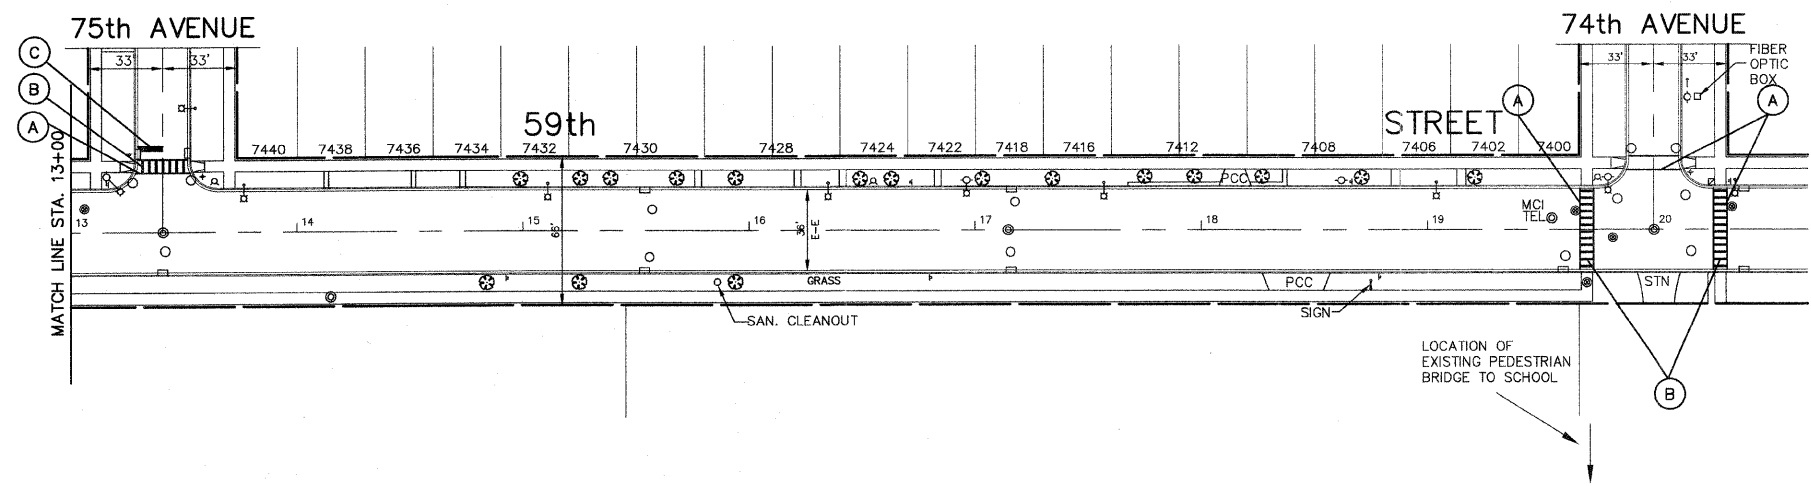 75th AVENUE
74th AVENUE
C
B
A
33'
33'
33'
33'
FIBER
OPTIC
BOX
A
A
59th
STREET
7440
7438
7436
7434
7432
7430
7428
7424
7422
7418
7416
7412
7408
7406
7402
7400
PCC
MATCH LINE STA. 13+00
13
14
15
16
17
18
19
20
66'
36'
E-E
MCI
TEL
GRASS
PCC
STN
SAN. CLEANOUT
SIGN
LOCATION OF
EXISTING PEDESTRIAN
BRIDGE TO SCHOOL
B